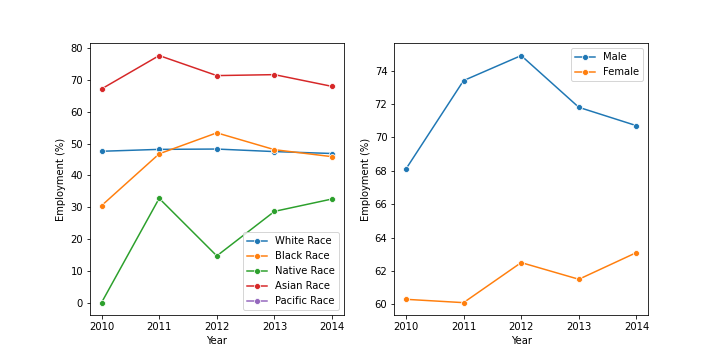 80
70
60
50
40
30
20
10
0
Employment (%)
2010 2011 2012 2013 2014
Year
White Race
Black Race
Native Race
Asian Race
Pacific Race
74
72
70
68
66
64
62
60
Employment (%)
2010 2011 2012 2013 2014
Year
Male
Female